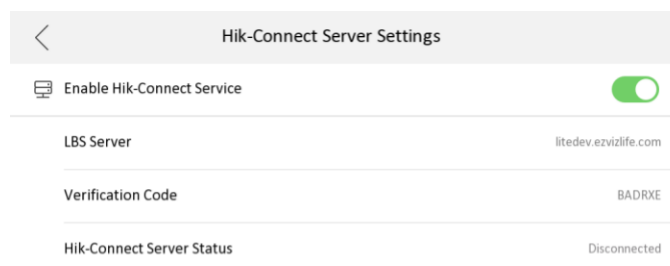 Hik-Connect Server Settings
Enable Hik-Connect Service
LBS Server litedev.ezvizlife.com
Verification Code BADRXE
Hik-Connect Server Status Disconnected